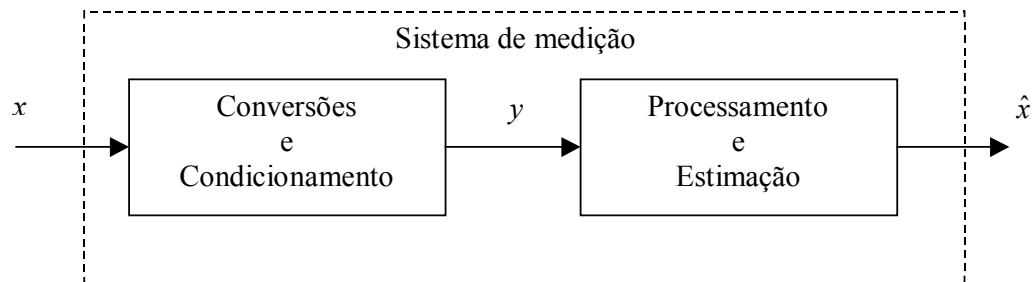 Sistema de medição
x
Conversões
e
Condicionamento
y
Processamento
e
Estimação
x̂